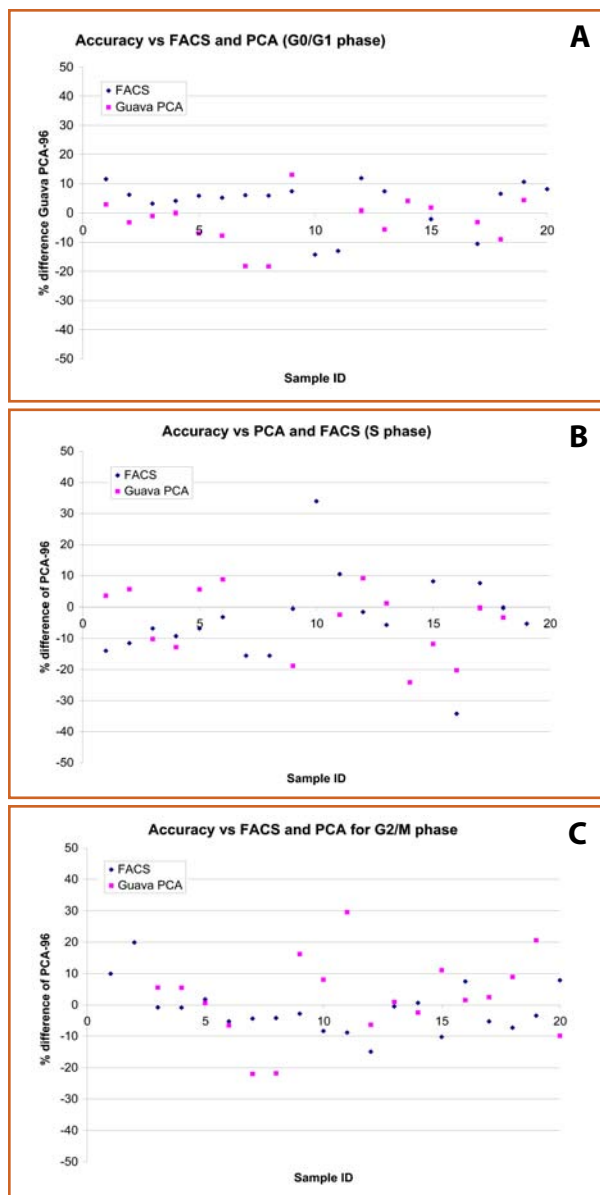 Accuracy vs FACS and PCA (G0/G1 phase)
A
50
40
30
20
10
0
-10
-20
-30
-40
-50
FACS
Guava PCA
0
5
10
15
20
% difference Guava PCA-96
Sample ID
Accuracy vs PCA and FACS (S phase)
B
50
40
30
20
10
0
-10
-20
-30
-40
-50
FACS
Guava PCA
0
5
10
15
20
% difference of PCA-96
Sample ID
Accuracy vs FACS and PCA for G2/M phase
C
50
40
30
20
10
0
-10
-20
-30
-40
-50
FACS
Guava PCA
0
5
10
15
20
% difference of PCA-96
Sample ID